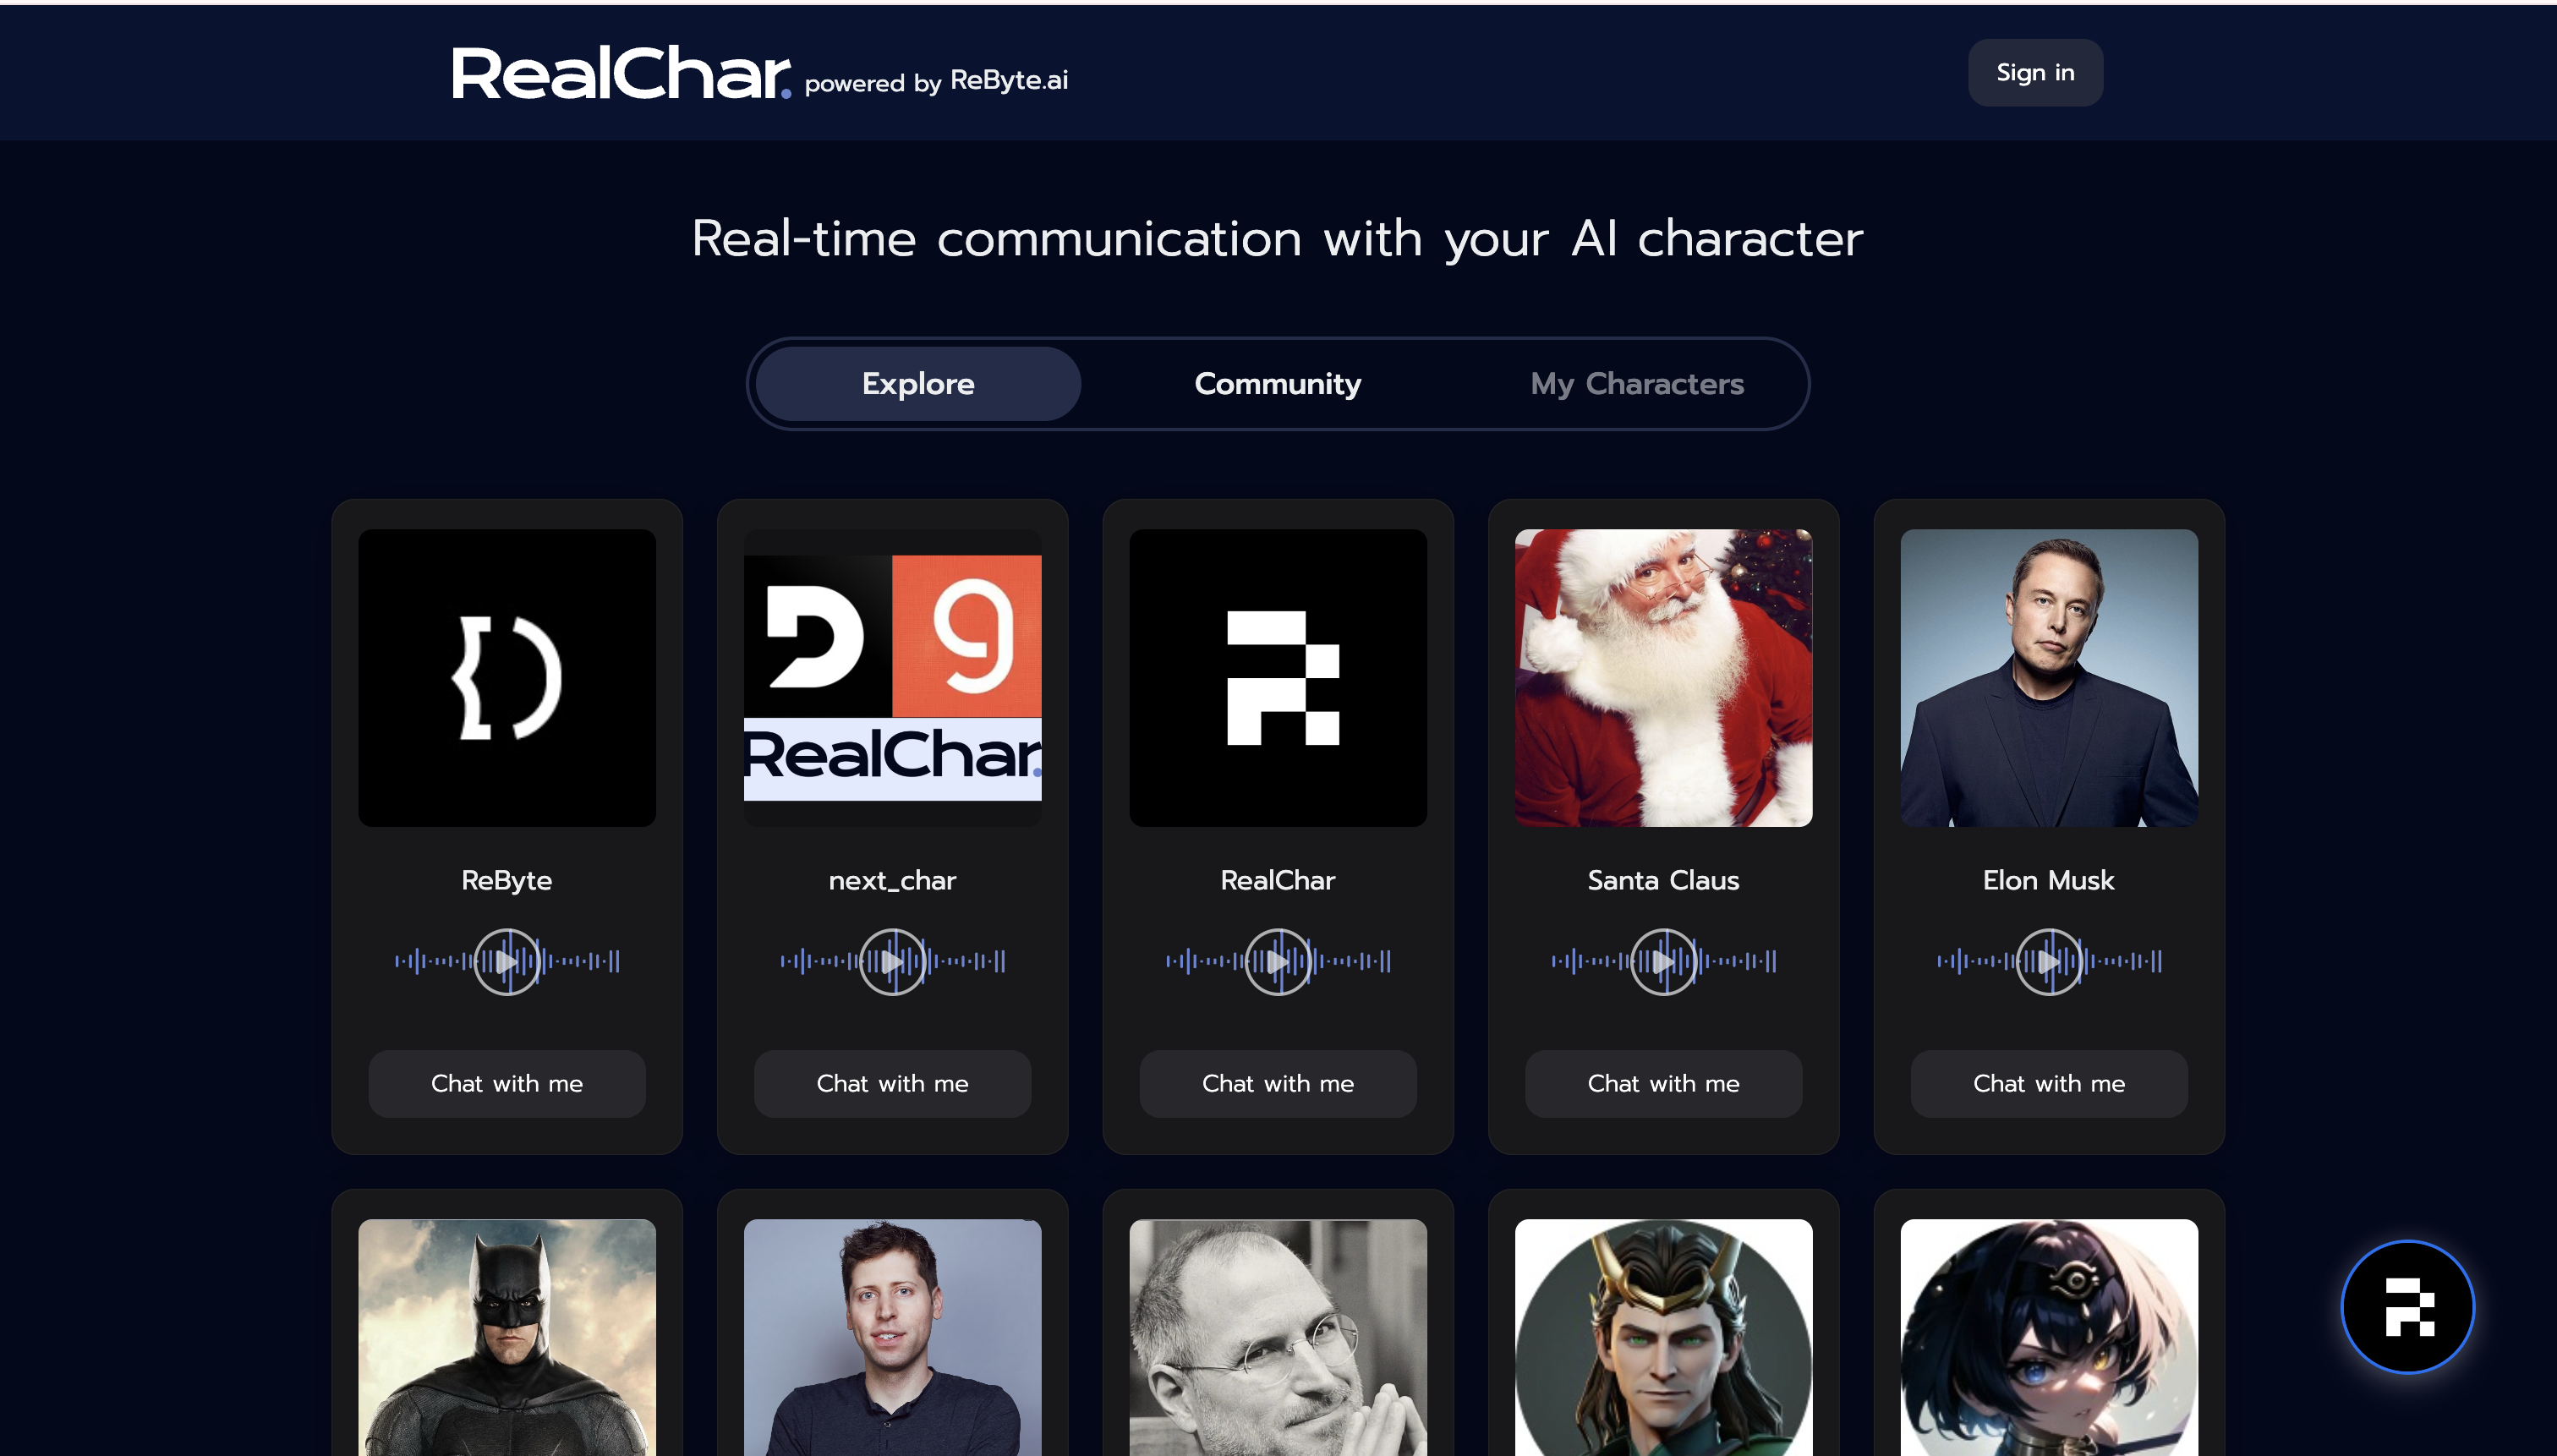 RealChar. powered by ReByte.ai
Sign in
Real-time communication with your AI character
Explore
Community
My Characters
RealChar.
ReByte
next_char
RealChar
Santa Claus
Elon Musk
Chat with me
Chat with me
Chat with me
Chat with me
Chat with me